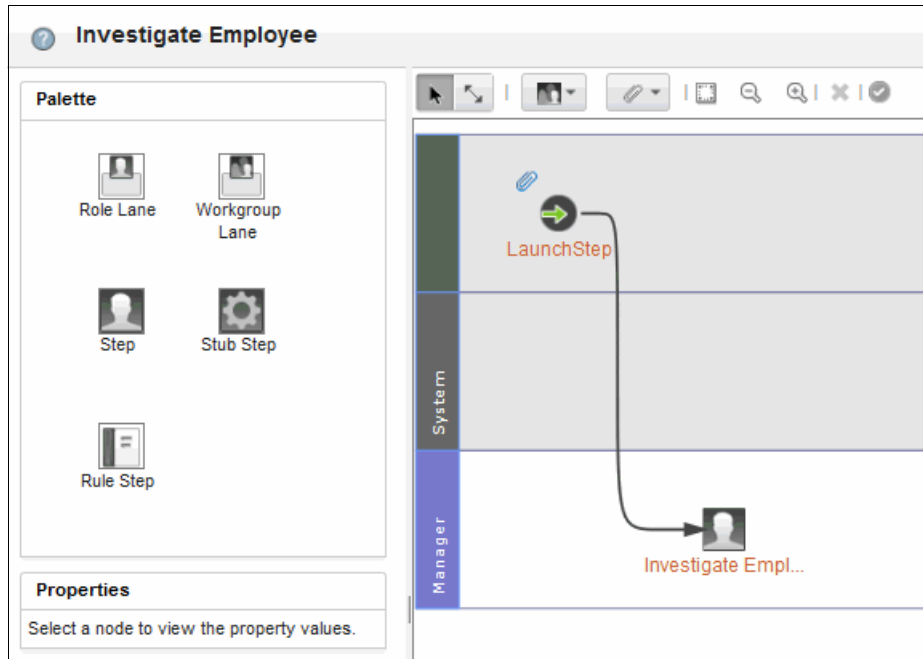 Investigate Employee
Palette
Role Lane
Workgroup
Lane
Step
Stub Step
Rule Step
Properties
Select a node to view the property values.
LaunchStep
System
Manager
Investigate Empl...